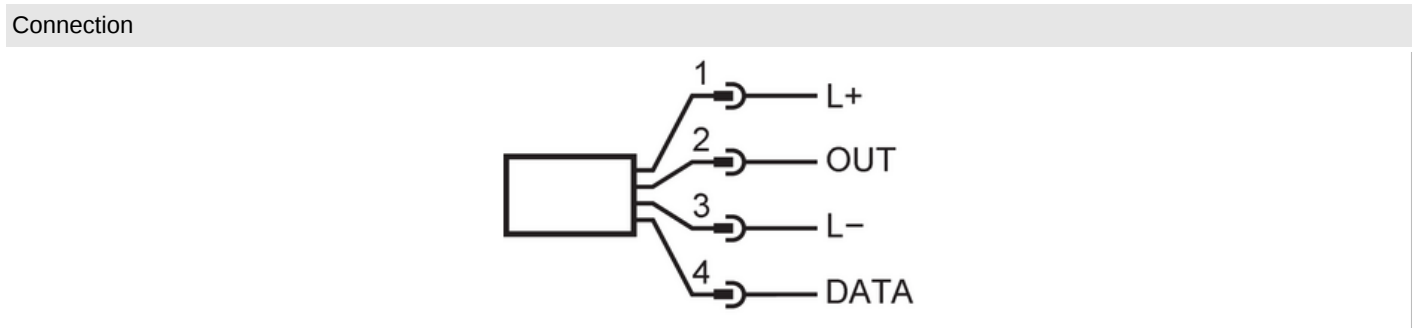 Connection
1 L+
2 OUT
3 L−
4 DATA